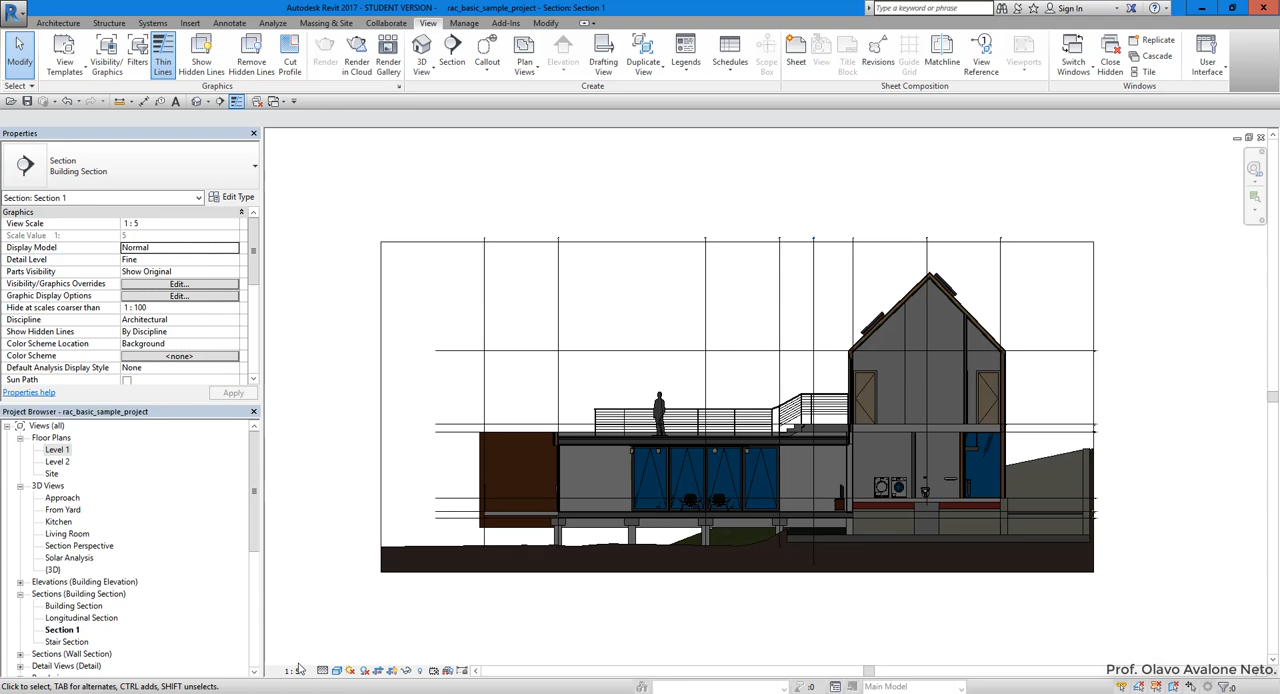 Autodesk Revit 2017 - STUDENT VERSION - rac_basic_sample_project - Section: Section 1
Type a keyword or phrase
Sign In
Architecture Structure Systems Insert Annotate Analyze Massing & Site Collaborate View Manage Add-Ins Modify
Modify
View Templates
Visibility/ Graphics
Filters
Thin Lines
Show Hidden Lines
Remove Hidden Lines
Cut Profile
Render
Render in Cloud
Render Gallery
3D View
Section
Callout
Plan Views
Elevation
Drafting View
Duplicate View
Legends
Schedules
Scope Box
Sheet
View
Title Block
Revisions
Guide Grid
Matchline
View Reference
Viewports
Switch Windows
Close Hidden
Replicate
Cascade
Tile
User Interface
Select
Graphics
Create
Sheet Composition
Windows
Properties
Section
Building Section
Section: Section 1
Edit Type
Graphics
View Scale 1 : 5
Scale Value 1: 5
Display Model Normal
Detail Level Fine
Parts Visibility Show Original
Visibility/Graphics Overrides Edit...
Graphic Display Options Edit...
Hide at scales coarser than 1 : 100
Discipline Architectural
Show Hidden Lines By Discipline
Color Scheme Location Background
Color Scheme <none>
Default Analysis Display Style None
Sun Path
Properties help
Apply
Project Browser - rac_basic_sample_project
Views (all)
Floor Plans
Level 1
Level 2
Site
3D Views
Approach
From Yard
Kitchen
Living Room
Section Perspective
Solar Analysis
{3D}
Elevations (Building Elevation)
Sections (Building Section)
Building Section
Longitudinal Section
Section 1
Stair Section
Sections (Wall Section)
Detail Views (Detail)
Prof. Olavo Avalone Neto.
Click to select, TAB for alternates, CTRL adds, SHIFT unselects.
:0
Main Model
:0